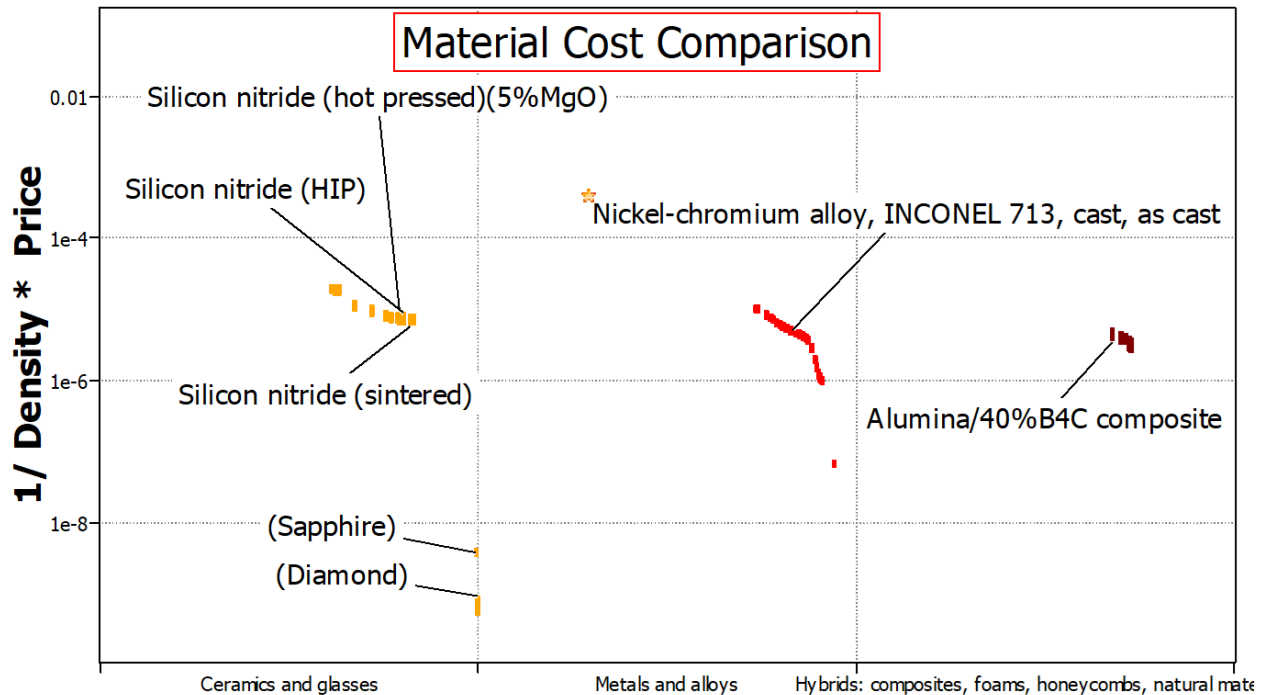 Material Cost Comparison
1/ Density * Price
0.01
1e-4
1e-6
1e-8
Silicon nitride (hot pressed)(5%MgO)
Silicon nitride (HIP)
Nickel-chromium alloy, INCONEL 713, cast, as cast
Silicon nitride (sintered)
Alumina/40%B4C composite
(Sapphire)
(Diamond)
Ceramics and glasses
Metals and alloys
Hybrids: composites, foams, honeycombs, natural mate